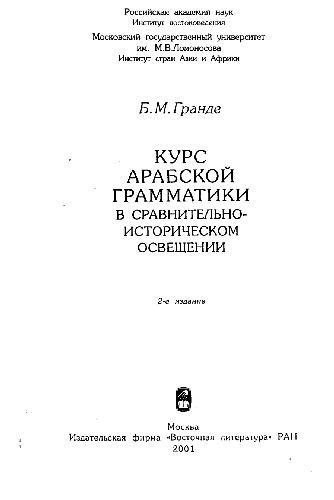 Российская академия наук
Институт востоковедения
Московский государственный университет
им. М.В.Ломоносова
Институт стран Азии и Африки
Б.М.Гранде
КУРС
АРАБСКОЙ
ГРАММАТИКИ
В СРАВНИТЕЛЬНО-
ИСТОРИЧЕСКОМ
ОСВЕЩЕНИИ
2-е издание
Москва
Издательская фирма «Восточная литература» РАН
2001